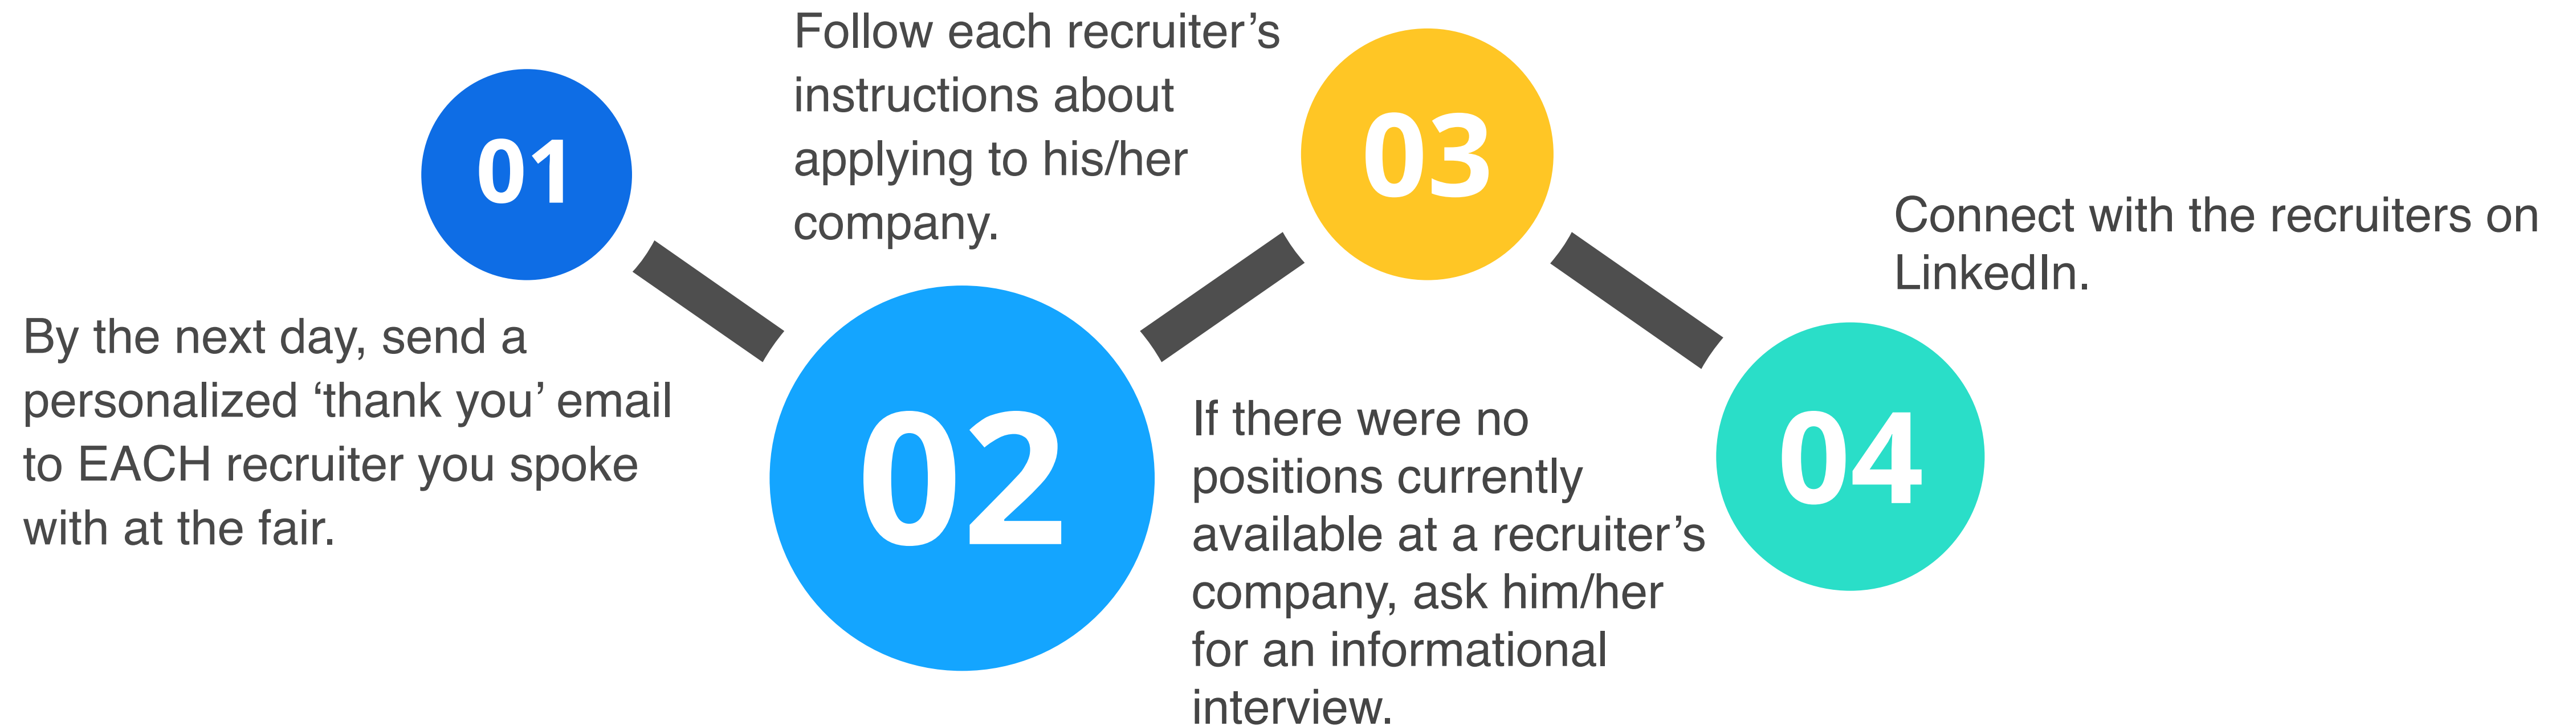 01
By the next day, send a
personalized ‘thank you’ email
to EACH recruiter you spoke
with at the fair.
02
Follow each recruiter’s
instructions about
applying to his/her
company.
03
If there were no
positions currently
available at a recruiter’s
company, ask him/her
for an informational
interview.
04
Connect with the recruiters on
LinkedIn.